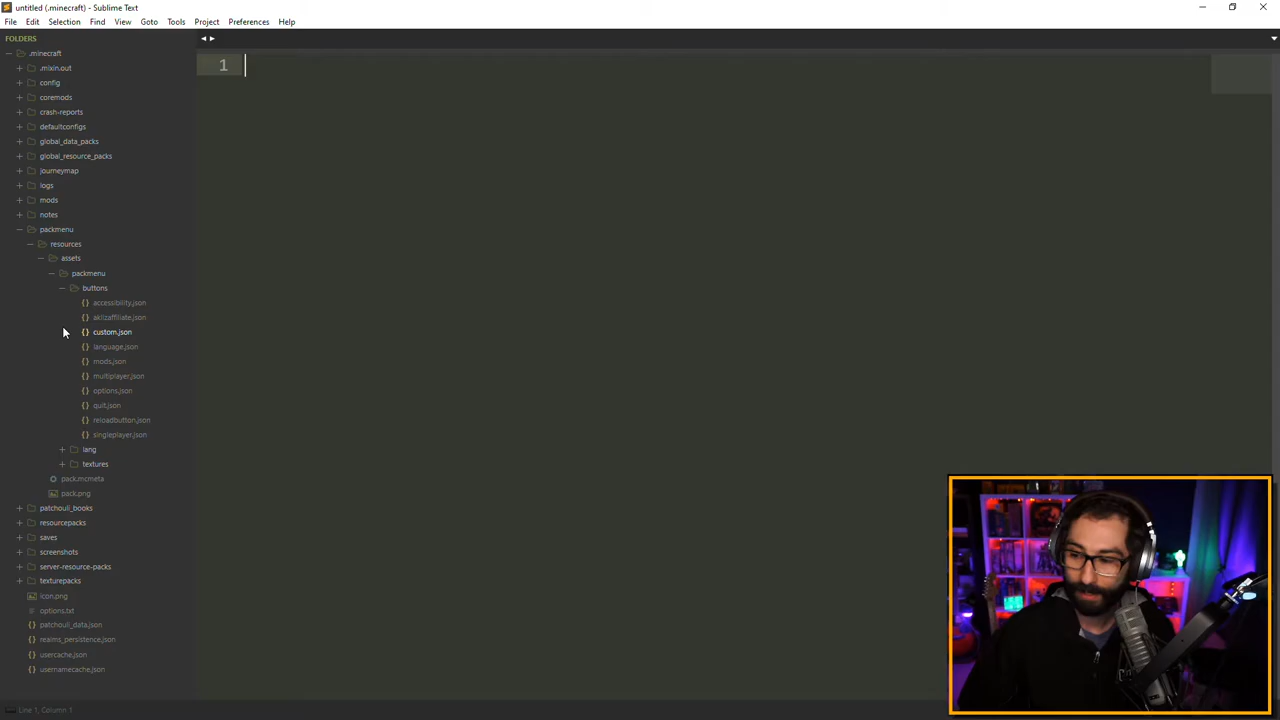 untitled (.minecraft) - Sublime Text
File Edit Selection Find View Goto Tools Project Preferences Help
FOLDERS
.minecraft
.mixin.out
config
coremods
crash-reports
defaultconfigs
global_data_packs
global_resource_packs
journeymap
logs
mods
notes
packmenu
resources
assets
packmenu
buttons
accessibility.json
aklizaffiliate.json
custom.json
language.json
mods.json
multiplayer.json
options.json
quit.json
reloadbutton.json
singleplayer.json
lang
textures
pack.mcmeta
pack.png
patchouli_books
resourcepacks
saves
screenshots
server-resource-packs
texturepacks
icon.png
options.txt
patchouli_data.json
realms_persistence.json
usercache.json
usernamecache.json
1
Line 1, Column 1